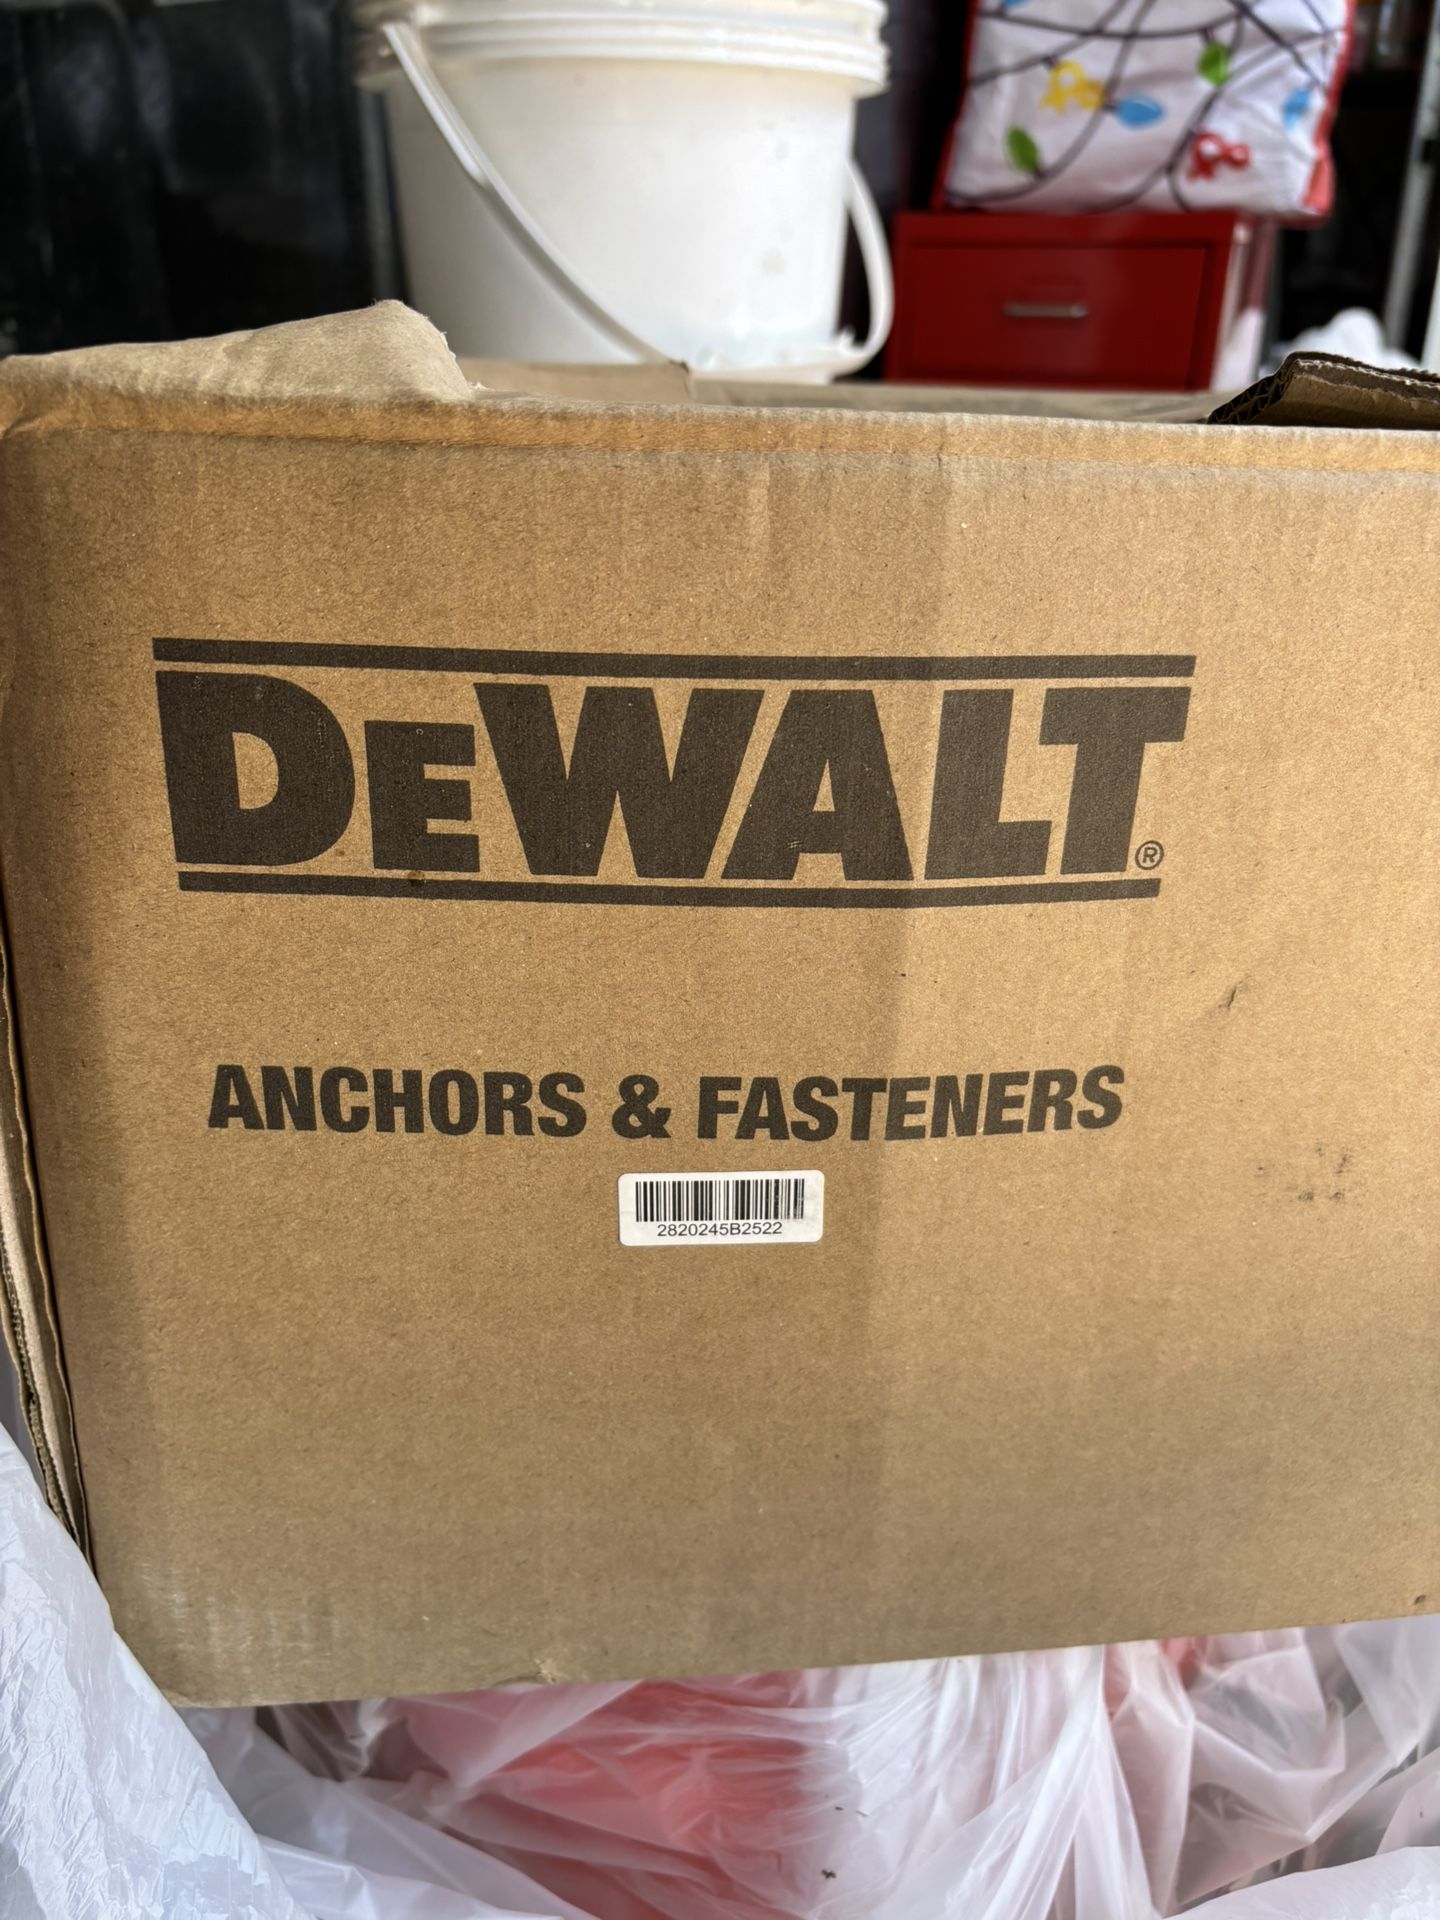 DEWALT®
ANCHORS & FASTENERS
2820245B2522